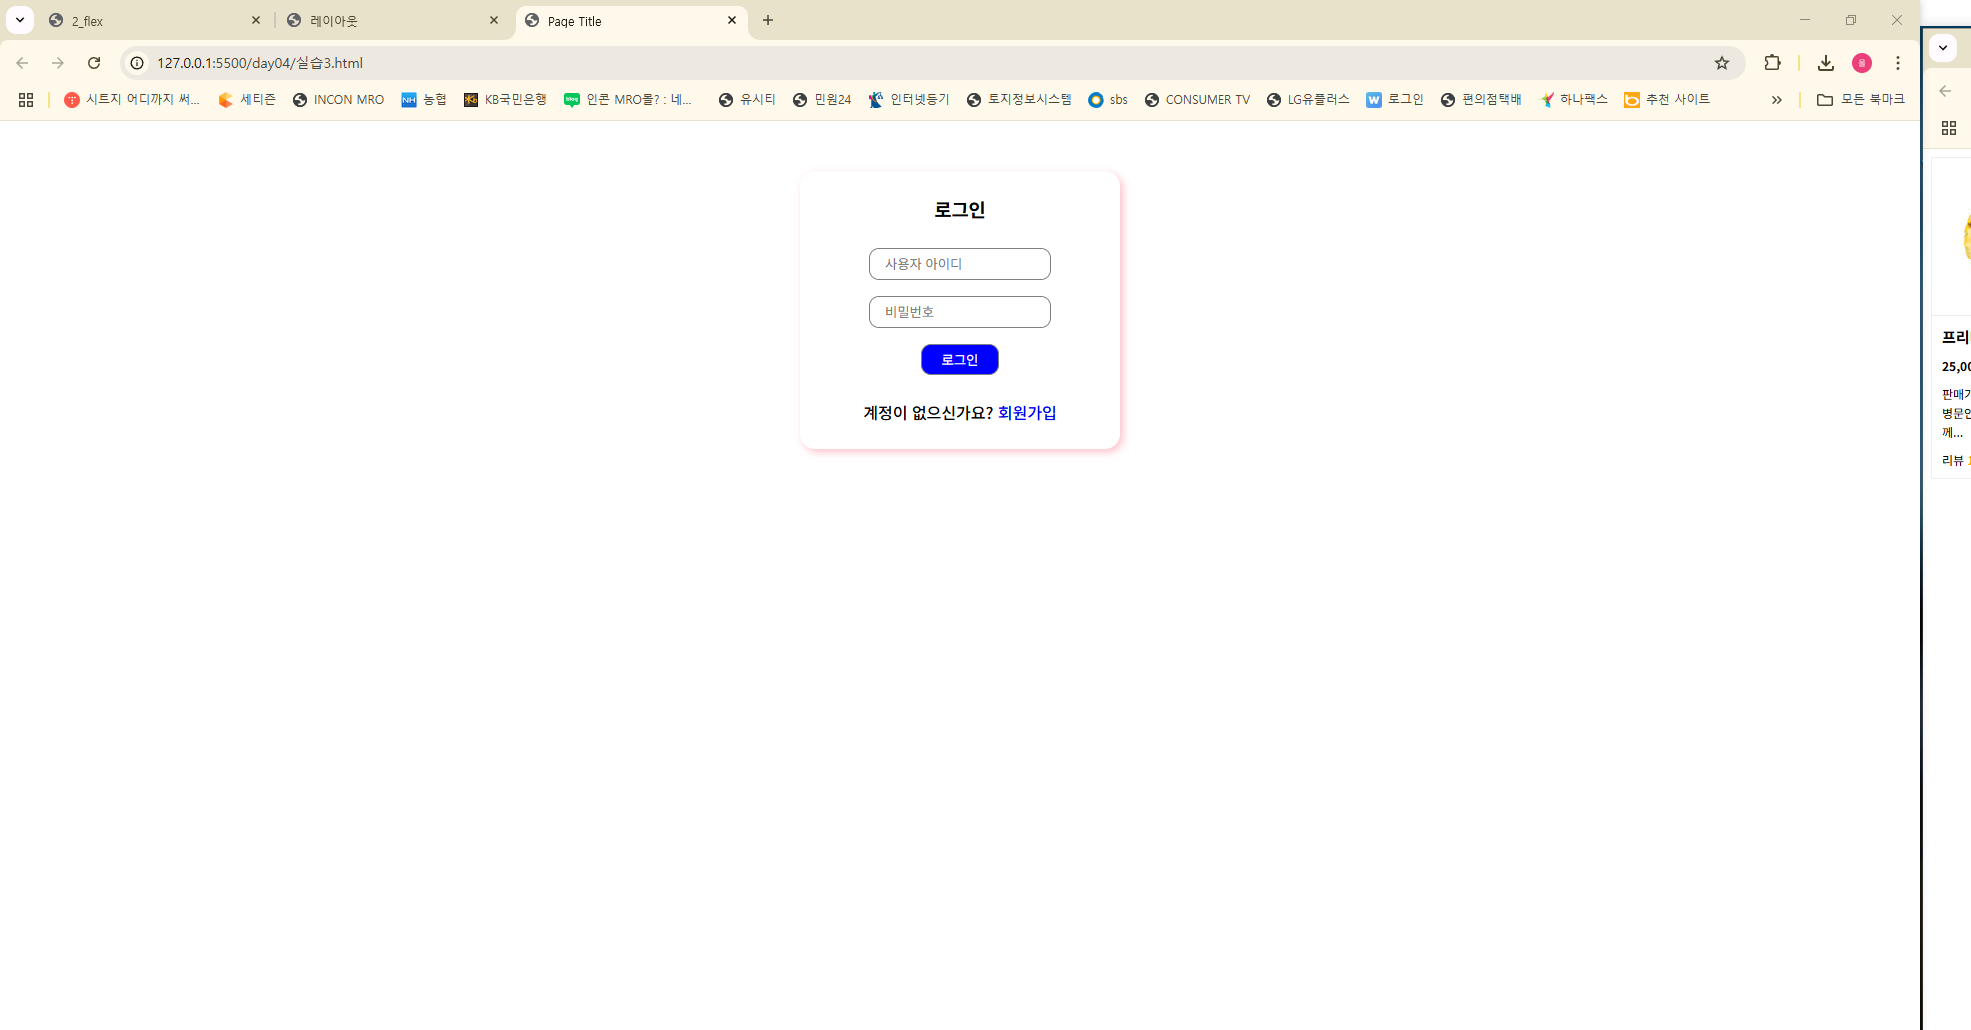 2_flex
레이아웃
Page Title
127.0.0.1:5500/day04/실습3.html
시트지 어디까지 써...
세티즌
INCON MRO
NH 농협
KB국민은행
blog 인콘 MRO몰? : 네...
유시티
민원24
인터넷등기
토지정보시스템
sbs
CONSUMER TV
LG유플러스
W 로그인
편의점택배
하나팩스
추천 사이트
모든 북마크
로그인
사용자 아이디
비밀번호
로그인
계정이 없으신가요? 회원가입
프리
25,00
판매가
병문안
께...
리뷰 1